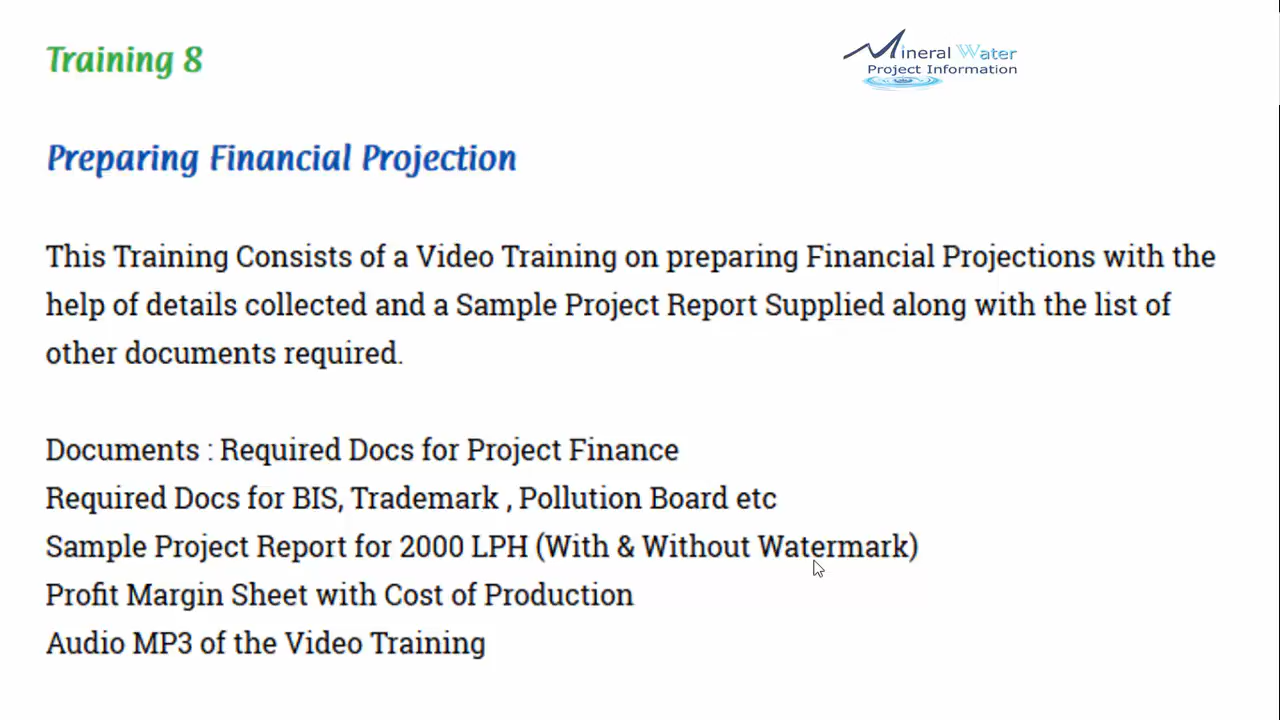 Training 8
Mineral Water
Project Information
Preparing Financial Projection
This Training Consists of a Video Training on preparing Financial Projections with the
help of details collected and a Sample Project Report Supplied along with the list of
other documents required.
Documents : Required Docs for Project Finance
Required Docs for BIS, Trademark , Pollution Board etc
Sample Project Report for 2000 LPH (With & Without Watermark)
Profit Margin Sheet with Cost of Production
Audio MP3 of the Video Training